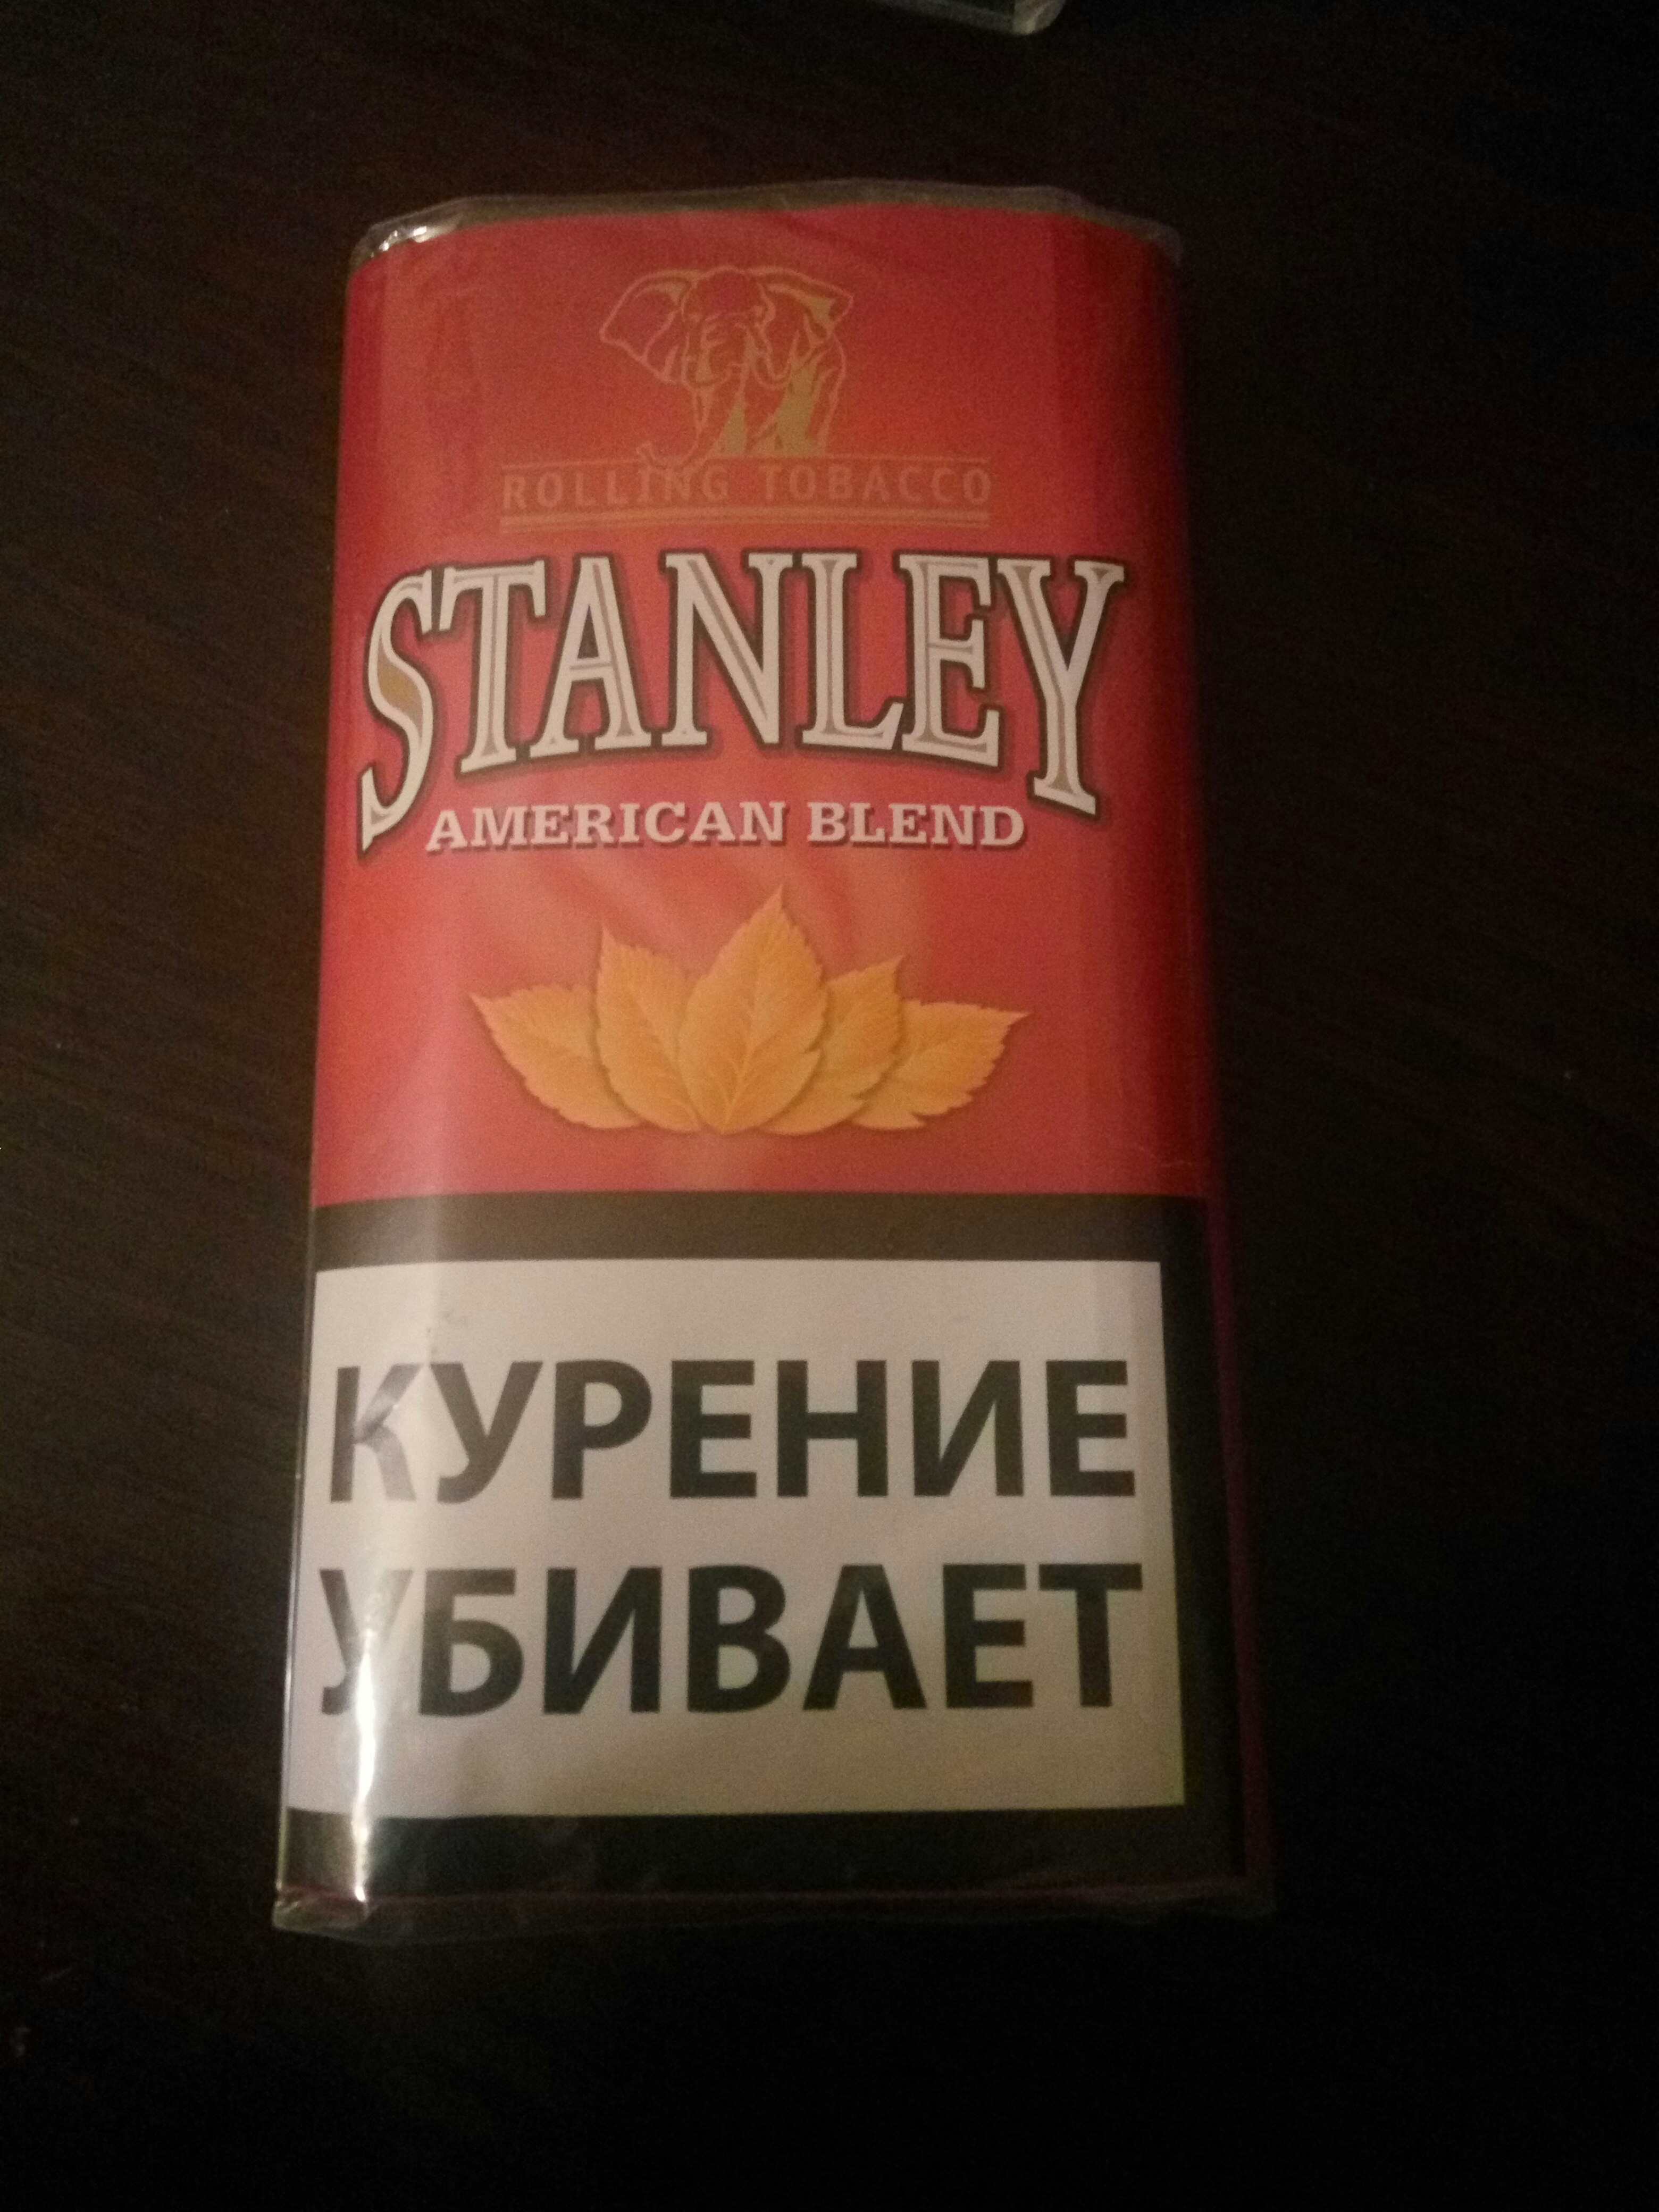 ROLLING TOBACCO
STANLEY
AMERICAN BLEND
КУРЕНИЕ
УБИВАЕТ